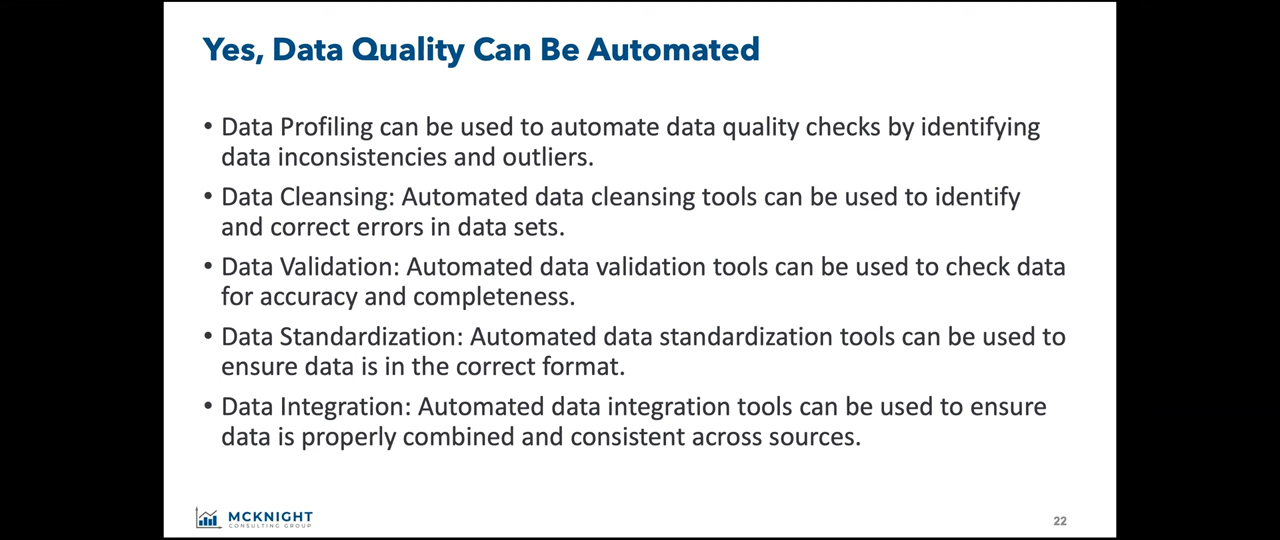 Yes, Data Quality Can Be Automated
• Data Profiling can be used to automate data quality checks by identifying
data inconsistencies and outliers.
• Data Cleansing: Automated data cleansing tools can be used to identify
and correct errors in data sets.
• Data Validation: Automated data validation tools can be used to check data
for accuracy and completeness.
• Data Standardization: Automated data standardization tools can be used to
ensure data is in the correct format.
• Data Integration: Automated data integration tools can be used to ensure
data is properly combined and consistent across sources.
MCKNIGHT
CONSULTING GROUP
22